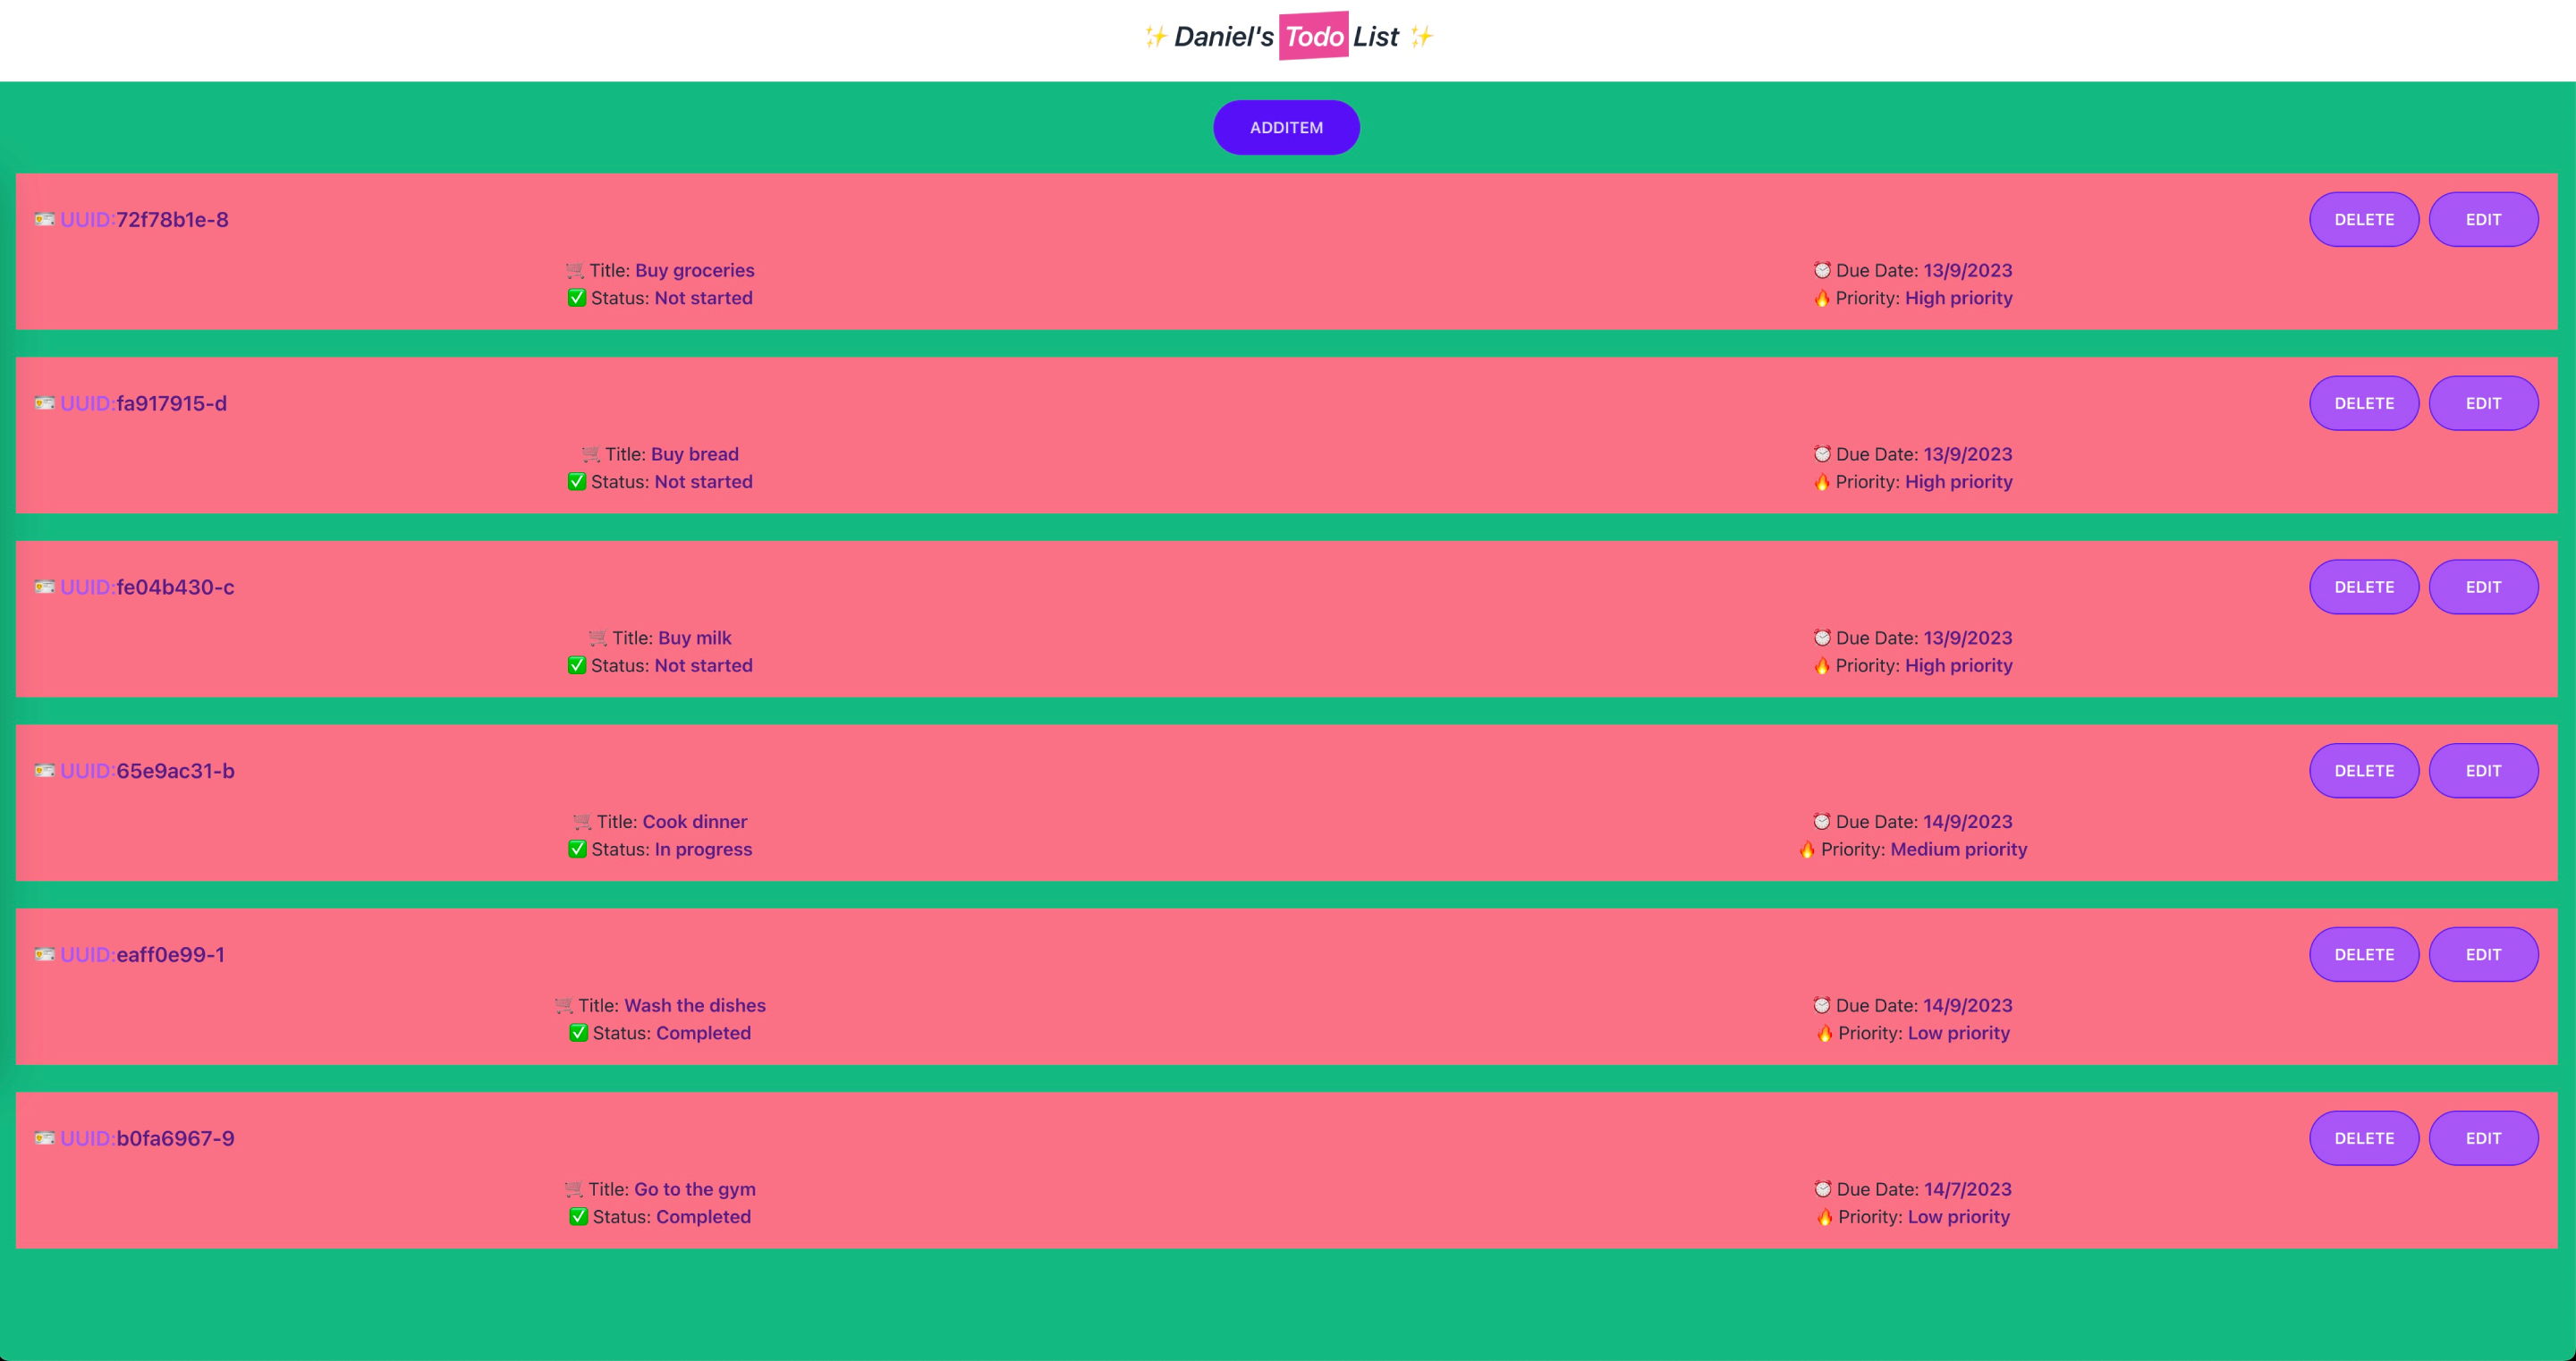 ✨ Daniel's Todo List ✨
ADDITEM
🪪 UUID:72f78b1e-8
DELETE EDIT
🛒 Title: Buy groceries
✅ Status: Not started
⏰ Due Date: 13/9/2023
🔥 Priority: High priority
🪪 UUID:fa917915-d
DELETE EDIT
🛒 Title: Buy bread
✅ Status: Not started
⏰ Due Date: 13/9/2023
🔥 Priority: High priority
🪪 UUID:fe04b430-c
DELETE EDIT
🛒 Title: Buy milk
✅ Status: Not started
⏰ Due Date: 13/9/2023
🔥 Priority: High priority
🪪 UUID:65e9ac31-b
DELETE EDIT
🛒 Title: Cook dinner
✅ Status: In progress
⏰ Due Date: 14/9/2023
🔥 Priority: Medium priority
🪪 UUID:eaff0e99-1
DELETE EDIT
🛒 Title: Wash the dishes
✅ Status: Completed
⏰ Due Date: 14/9/2023
🔥 Priority: Low priority
🪪 UUID:b0fa6967-9
DELETE EDIT
🛒 Title: Go to the gym
✅ Status: Completed
⏰ Due Date: 14/7/2023
🔥 Priority: Low priority